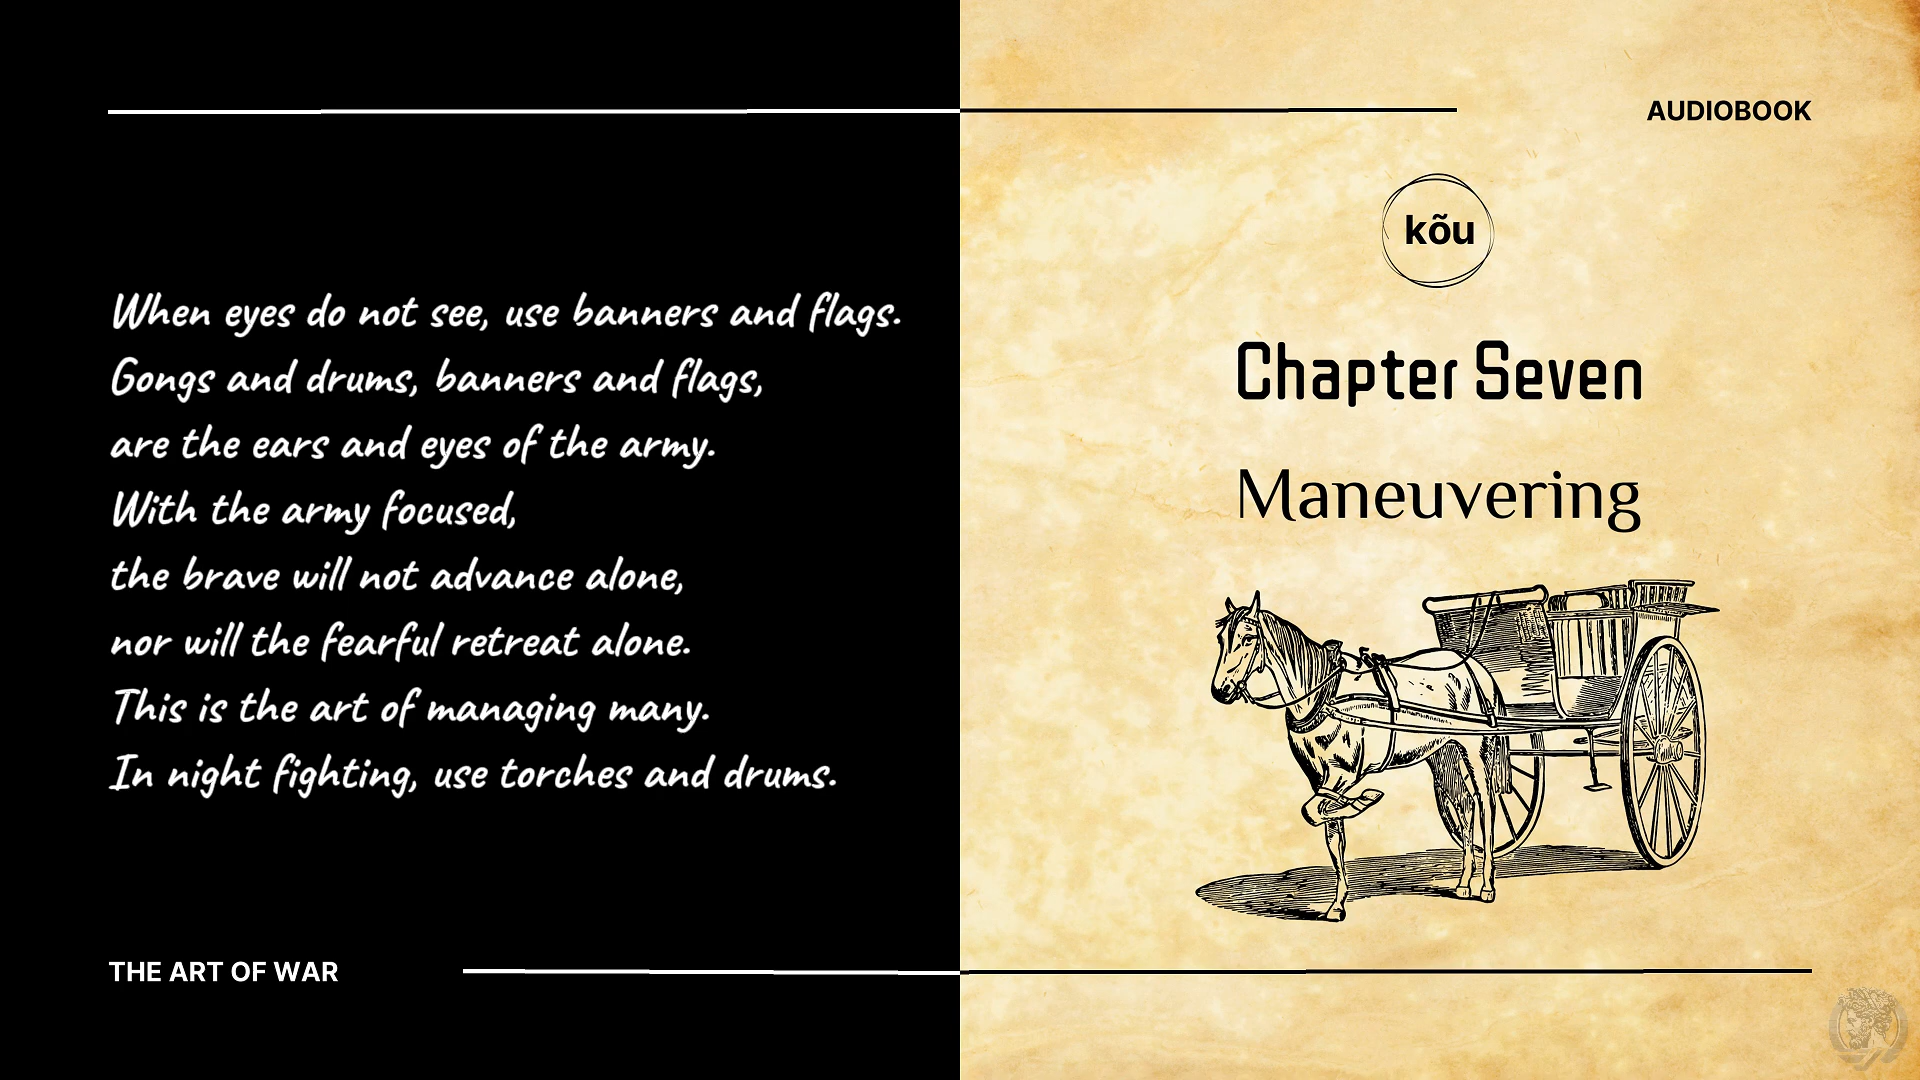 When eyes do not see, use banners and flags.
Gongs and drums, banners and flags,
are the ears and eyes of the army.
With the army focused,
the brave will not advance alone,
nor will the fearful retreat alone.
This is the art of managing many.
In night fighting, use torches and drums.
THE ART OF WAR
AUDIOBOOK
kõu
Chapter Seven
Maneuvering